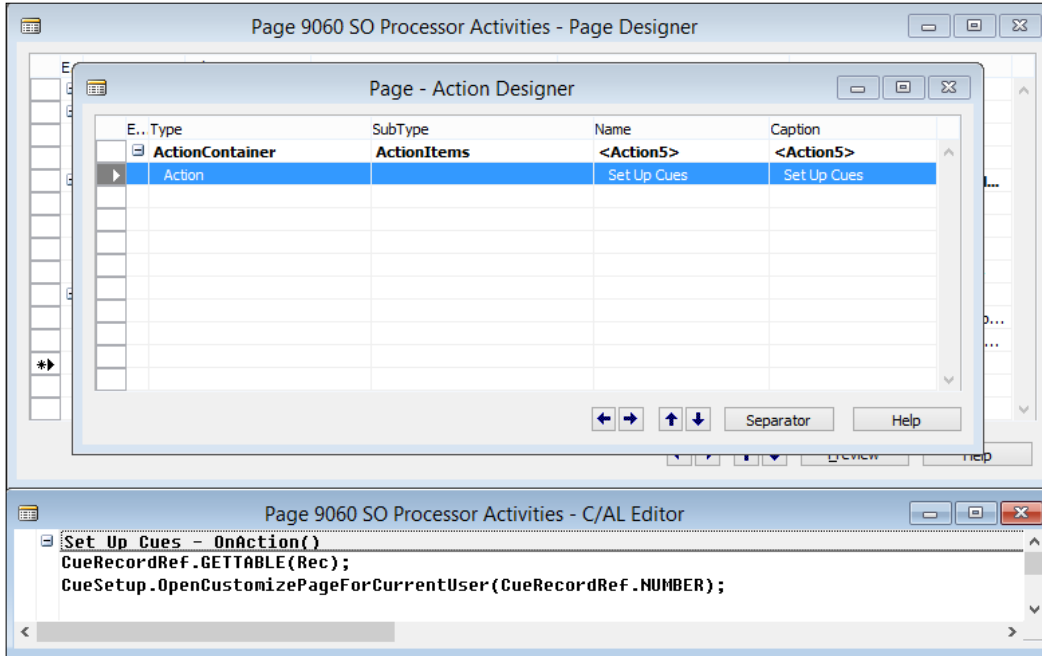 Page 9060 SO Processor Activities - Page Designer
E
Page - Action Designer
E.. Type SubType Name Caption
ActionContainer ActionItems <Action5> <Action5>
Action Set Up Cues Set Up Cues
Separator Help
Preview Help
Page 9060 SO Processor Activities - C/AL Editor
Set Up Cues - OnAction()
CueRecordRef.GETTABLE(Rec);
CueSetup.OpenCustomizePageForCurrentUser(CueRecordRef.NUMBER);